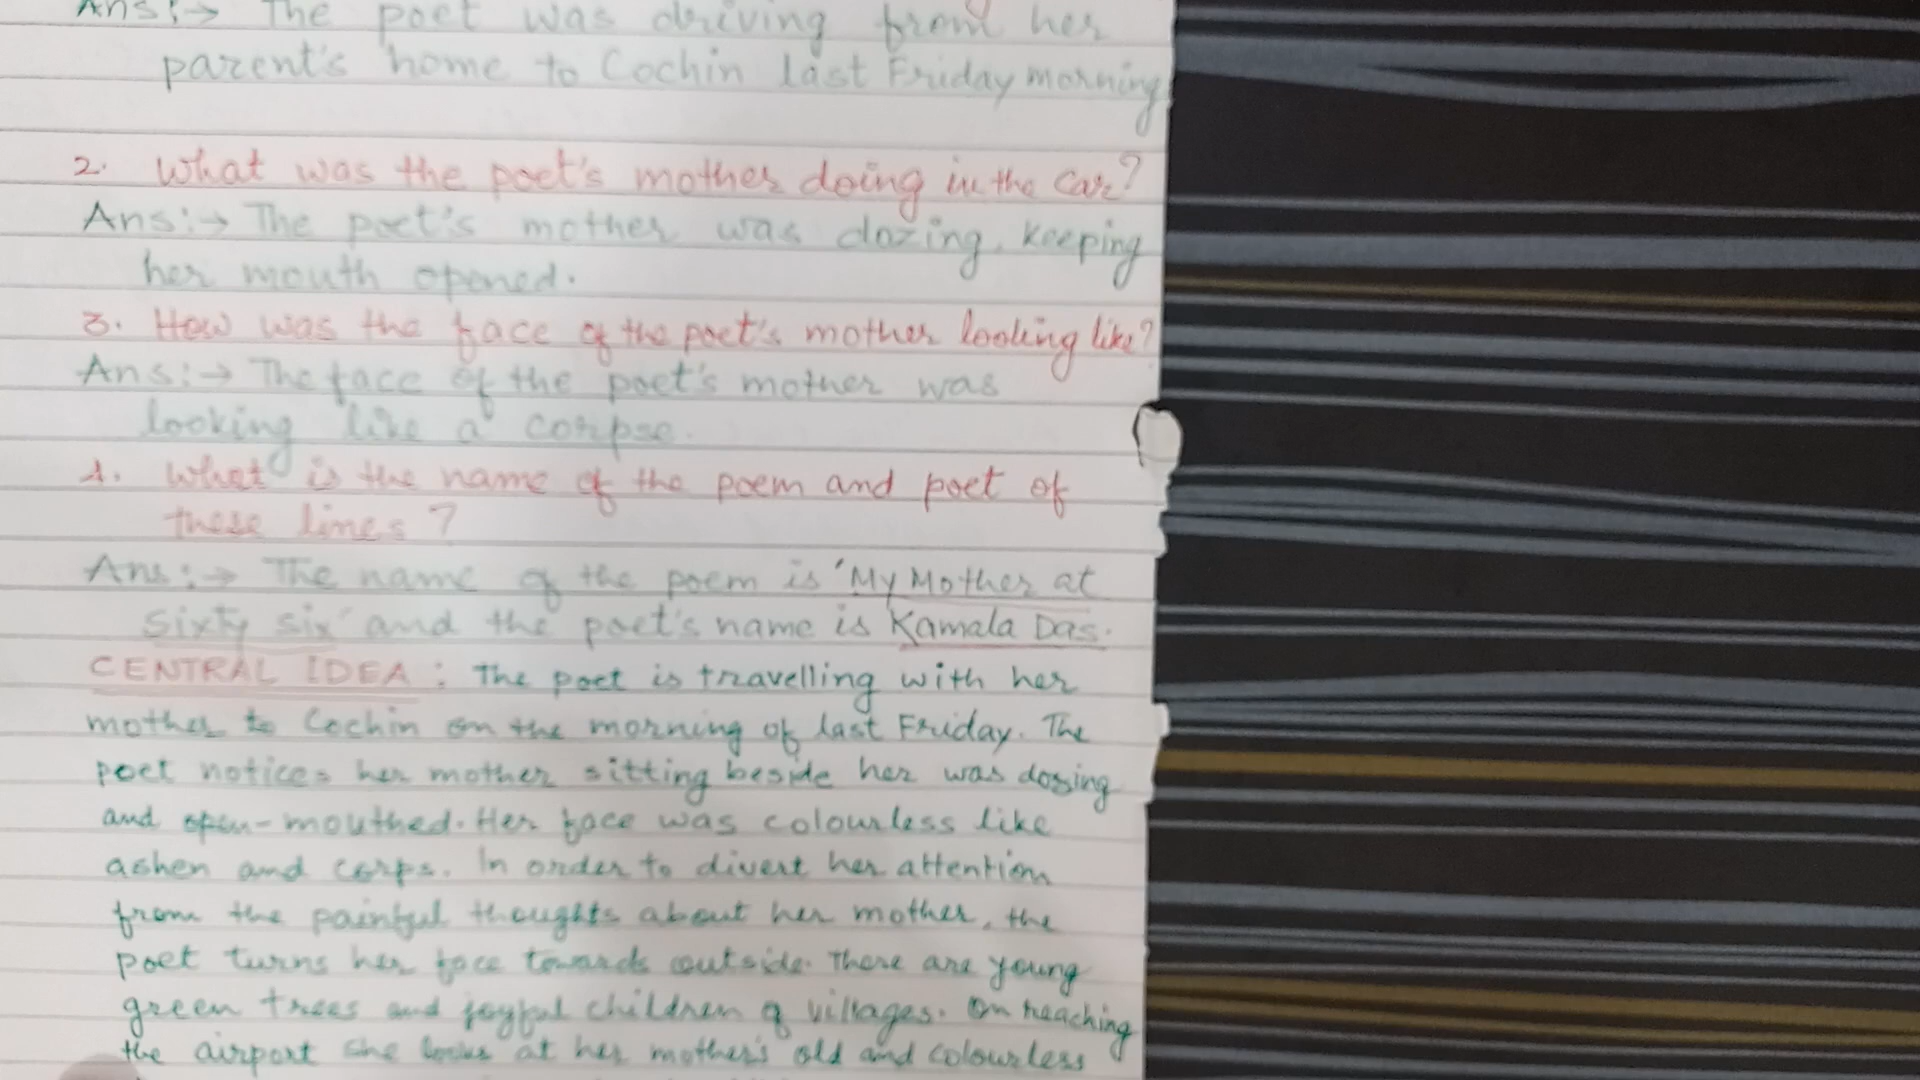 Ans:→ The poet was driving from her
parent's home to Cochin last Friday morning
2. What was the poet's mother doing in the Car?
Ans:→ The poet's mother was dozing, keeping
her mouth opened.
3. How was the face of the poet's mother looking like?
Ans:→ The face of the poet's mother was
looking like a corpse.
4. What is the name of the poem and poet of
these lines?
Ans:→ The name of the poem is 'My Mother at
sixty six' and the poet's name is Kamala Das.
CENTRAL IDEA : The poet is travelling with her
mother to Cochin on the morning of last Friday. The
poet notices her mother sitting beside her was dozing
and open-mouthed. Her face was colourless like
ashen and corps. In order to divert her attention
from the painful thoughts about her mother, the
poet turns her face towards outside. There are young
green trees and joyful children of villages. On reaching
the airport she looks at her mother's old and colourless